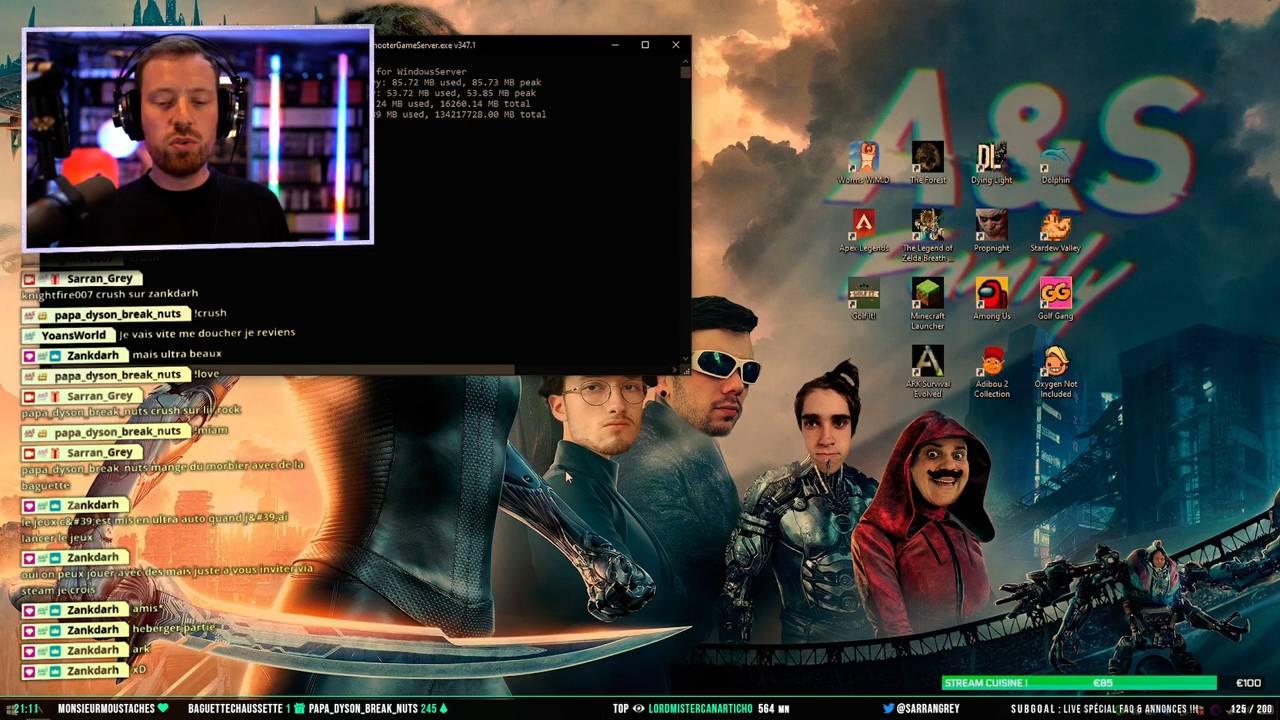 hooterGameServer.exe v347.1
for WindowsServer
y: 85.72 MB used, 85.73 MB peak
: 53.72 MB used, 53.85 MB peak
24 MB used, 16260.14 MB total
9 MB used, 134217728.00 MB total
A&S
Worms W.M.D
The Forest
Dying Light
Dolphin
Apex Legends
The Legend of
Zelda Breath ...
Propnight
Stardew Valley
Golf It!
Minecraft
Launcher
Among Us
Golf Gang
ARK Survival
Evolved
Adibou 2
Collection
Oxygen Not
Included
Sarran_Grey
knightfire007 crush sur zankdarh
papa_dyson_break_nuts !crush
YoansWorld Je vais vite me doucher je reviens
Zankdarh mais ultra beaux
papa_dyson_break_nuts !love
Sarran_Grey
papa_dyson_break_nuts crush sur lii_rock
papa_dyson_break_nuts !miam
Sarran_Grey
papa_dyson_break_nuts mange du morbier avec de la
baguette
Zankdarh
le jeux c&#39;est mis en ultra auto quand j&#39;ai
lancer le jeux
Zankdarh
oui on peux jouer avec des mais juste a vous inviter via
steam je crois
Zankdarh amis*
Zankdarh heberger partie
Zankdarh ark
Zankdarh xD
STREAM CUISINE ! €85 €100
21:11 MONSIEURMOUSTACHES BAGUETTECHAUSSETTE 1 PAPA_DYSON_BREAK_NUTS 245 TOP LORDMISTERCANARTICHO 564 MN @SARRANGREY SUBGOAL : LIVE SPÉCIAL FAQ & ANNONCES 125 / 200